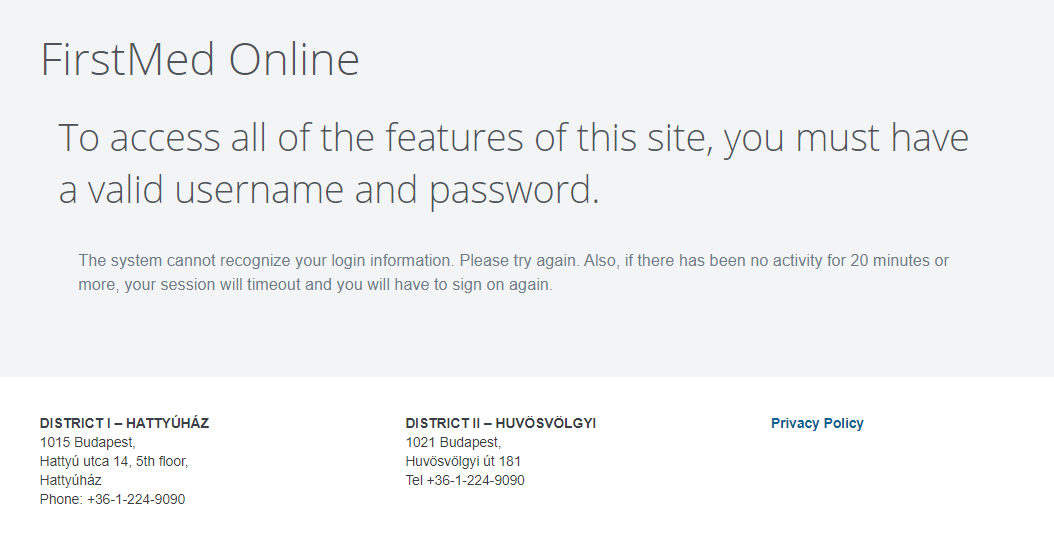 FirstMed Online
To access all of the features of this site, you must have
a valid username and password.
The system cannot recognize your login information. Please try again. Also, if there has been no activity for 20 minutes or
more, your session will timeout and you will have to sign on again.
DISTRICT I – HATTYÚHÁZ
1015 Budapest,
Hattyú utca 14, 5th floor,
Hattyúház
Phone: +36-1-224-9090
DISTRICT II – HUVÖSVÖLGYI
1021 Budapest,
Huvösvölgyi út 181
Tel +36-1-224-9090
Privacy Policy